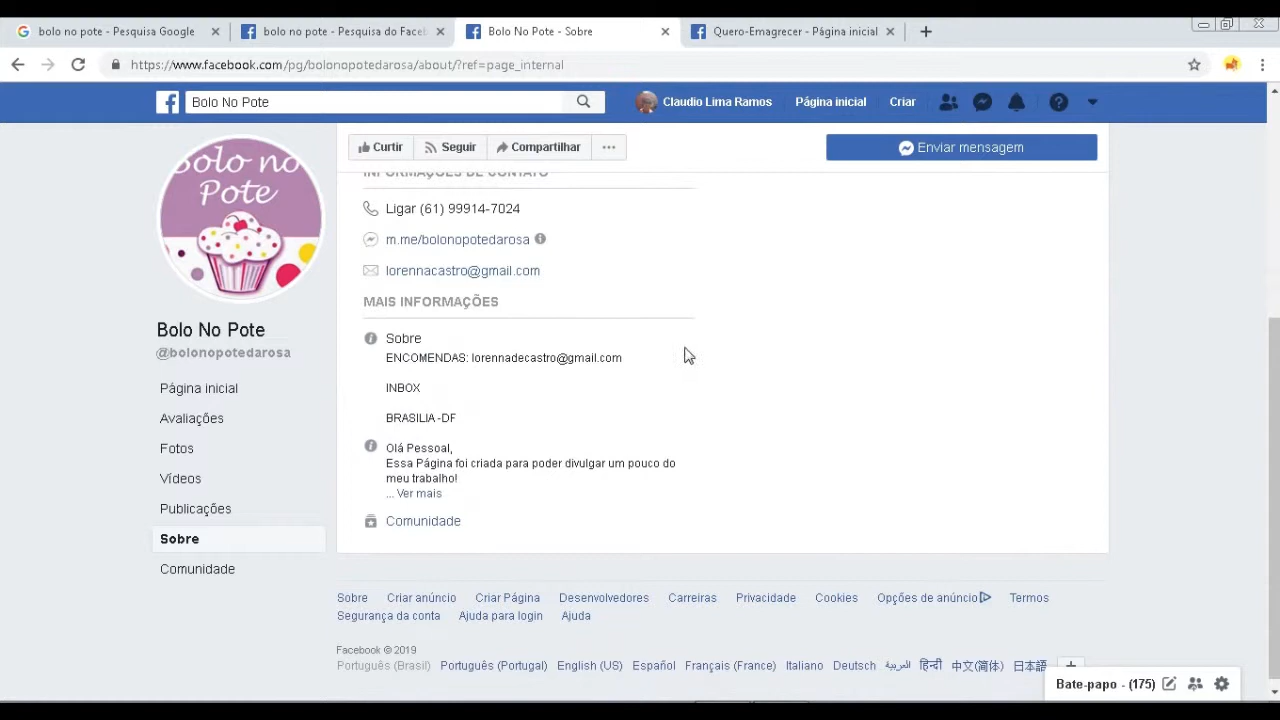 bolo no pote - Pesquisa Google
bolo no pote - Pesquisa do Face
Bolo No Pote - Sobre
Quero-Emagrecer - Página inicial
https://www.facebook.com/pg/bolonopotedarosa/about/?ref=page_internal
Bolo No Pote
Claudio Lima Ramos
Página inicial
Criar
Bolo no
Pote
Bolo No Pote
@bolonopotedarosa
Página inicial
Avaliações
Fotos
Vídeos
Publicações
Sobre
Comunidade
Curtir
Seguir
Compartilhar
Enviar mensagem
INFORMAÇÕES DE CONTATO
Ligar (61) 99914-7024
m.me/bolonopotedarosa
lorennacastro@gmail.com
MAIS INFORMAÇÕES
Sobre
ENCOMENDAS: lorennadecastro@gmail.com
INBOX
BRASILIA -DF
Olá Pessoal,
Essa Página foi criada para poder divulgar um pouco do
meu trabalho!
... Ver mais
Comunidade
Sobre Criar anúncio Criar Página Desenvolvedores Carreiras Privacidade Cookies Opções de anúncio Termos
Segurança da conta Ajuda para login Ajuda
Facebook © 2019
Português (Brasil) Português (Portugal) English (US) Español Français (France) Italiano Deutsch العربية हिन्दी 中文(简体) 日本語
Bate-papo - (175)